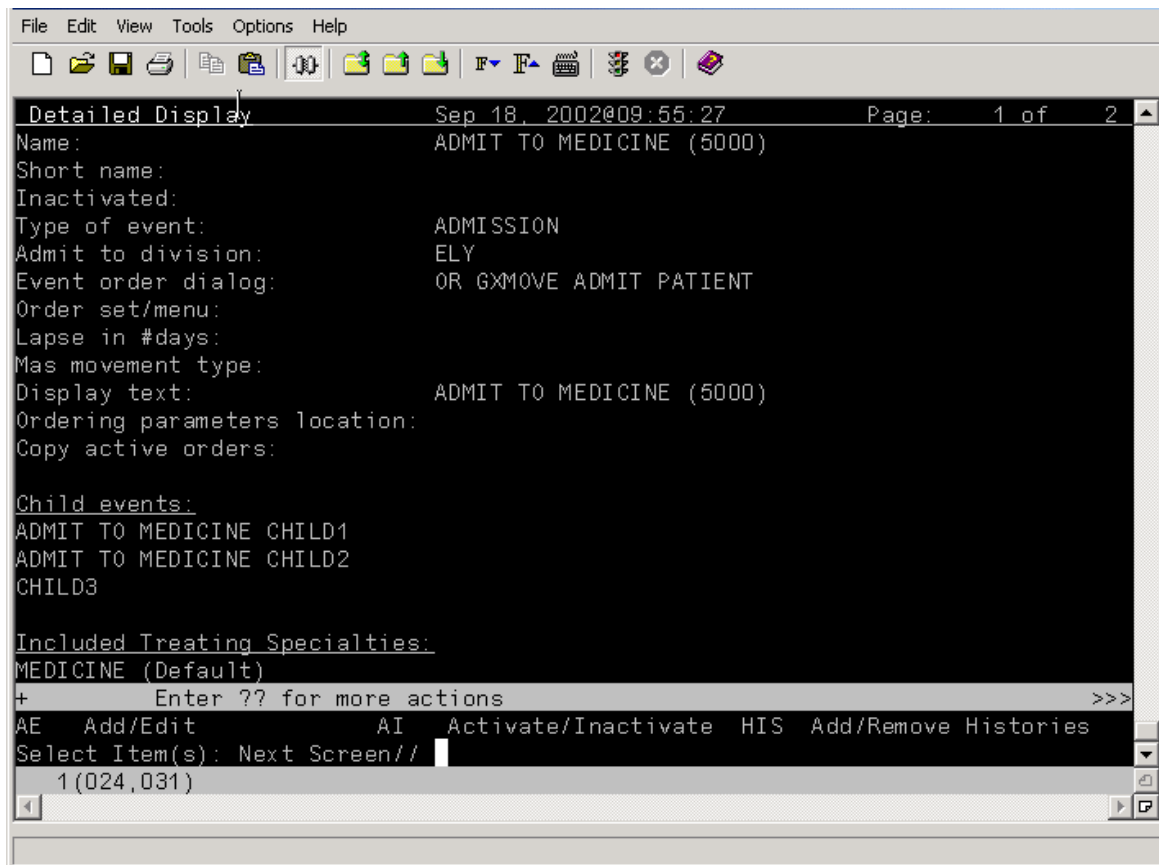 File Edit View Tools Options Help
Detailed Display Sep 18, 2002@09:55:27 Page: 1 of 2
Name: ADMIT TO MEDICINE (5000)
Short name:
Inactivated:
Type of event: ADMISSION
Admit to division: ELY
Event order dialog: OR GXMOVE ADMIT PATIENT
Order set/menu:
Lapse in #days:
Mas movement type:
Display text: ADMIT TO MEDICINE (5000)
Ordering parameters location:
Copy active orders:
Child events:
ADMIT TO MEDICINE CHILD1
ADMIT TO MEDICINE CHILD2
CHILD3
Included Treating Specialties:
MEDICINE (Default)
+ Enter ?? for more actions >>>
AE Add/Edit AI Activate/Inactivate HIS Add/Remove Histories
Select Item(s): Next Screen//
1(024,031)